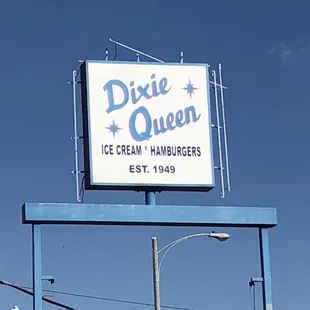 Dixie
Queen
ICE CREAM ' HAMBURGERS
EST. 1949